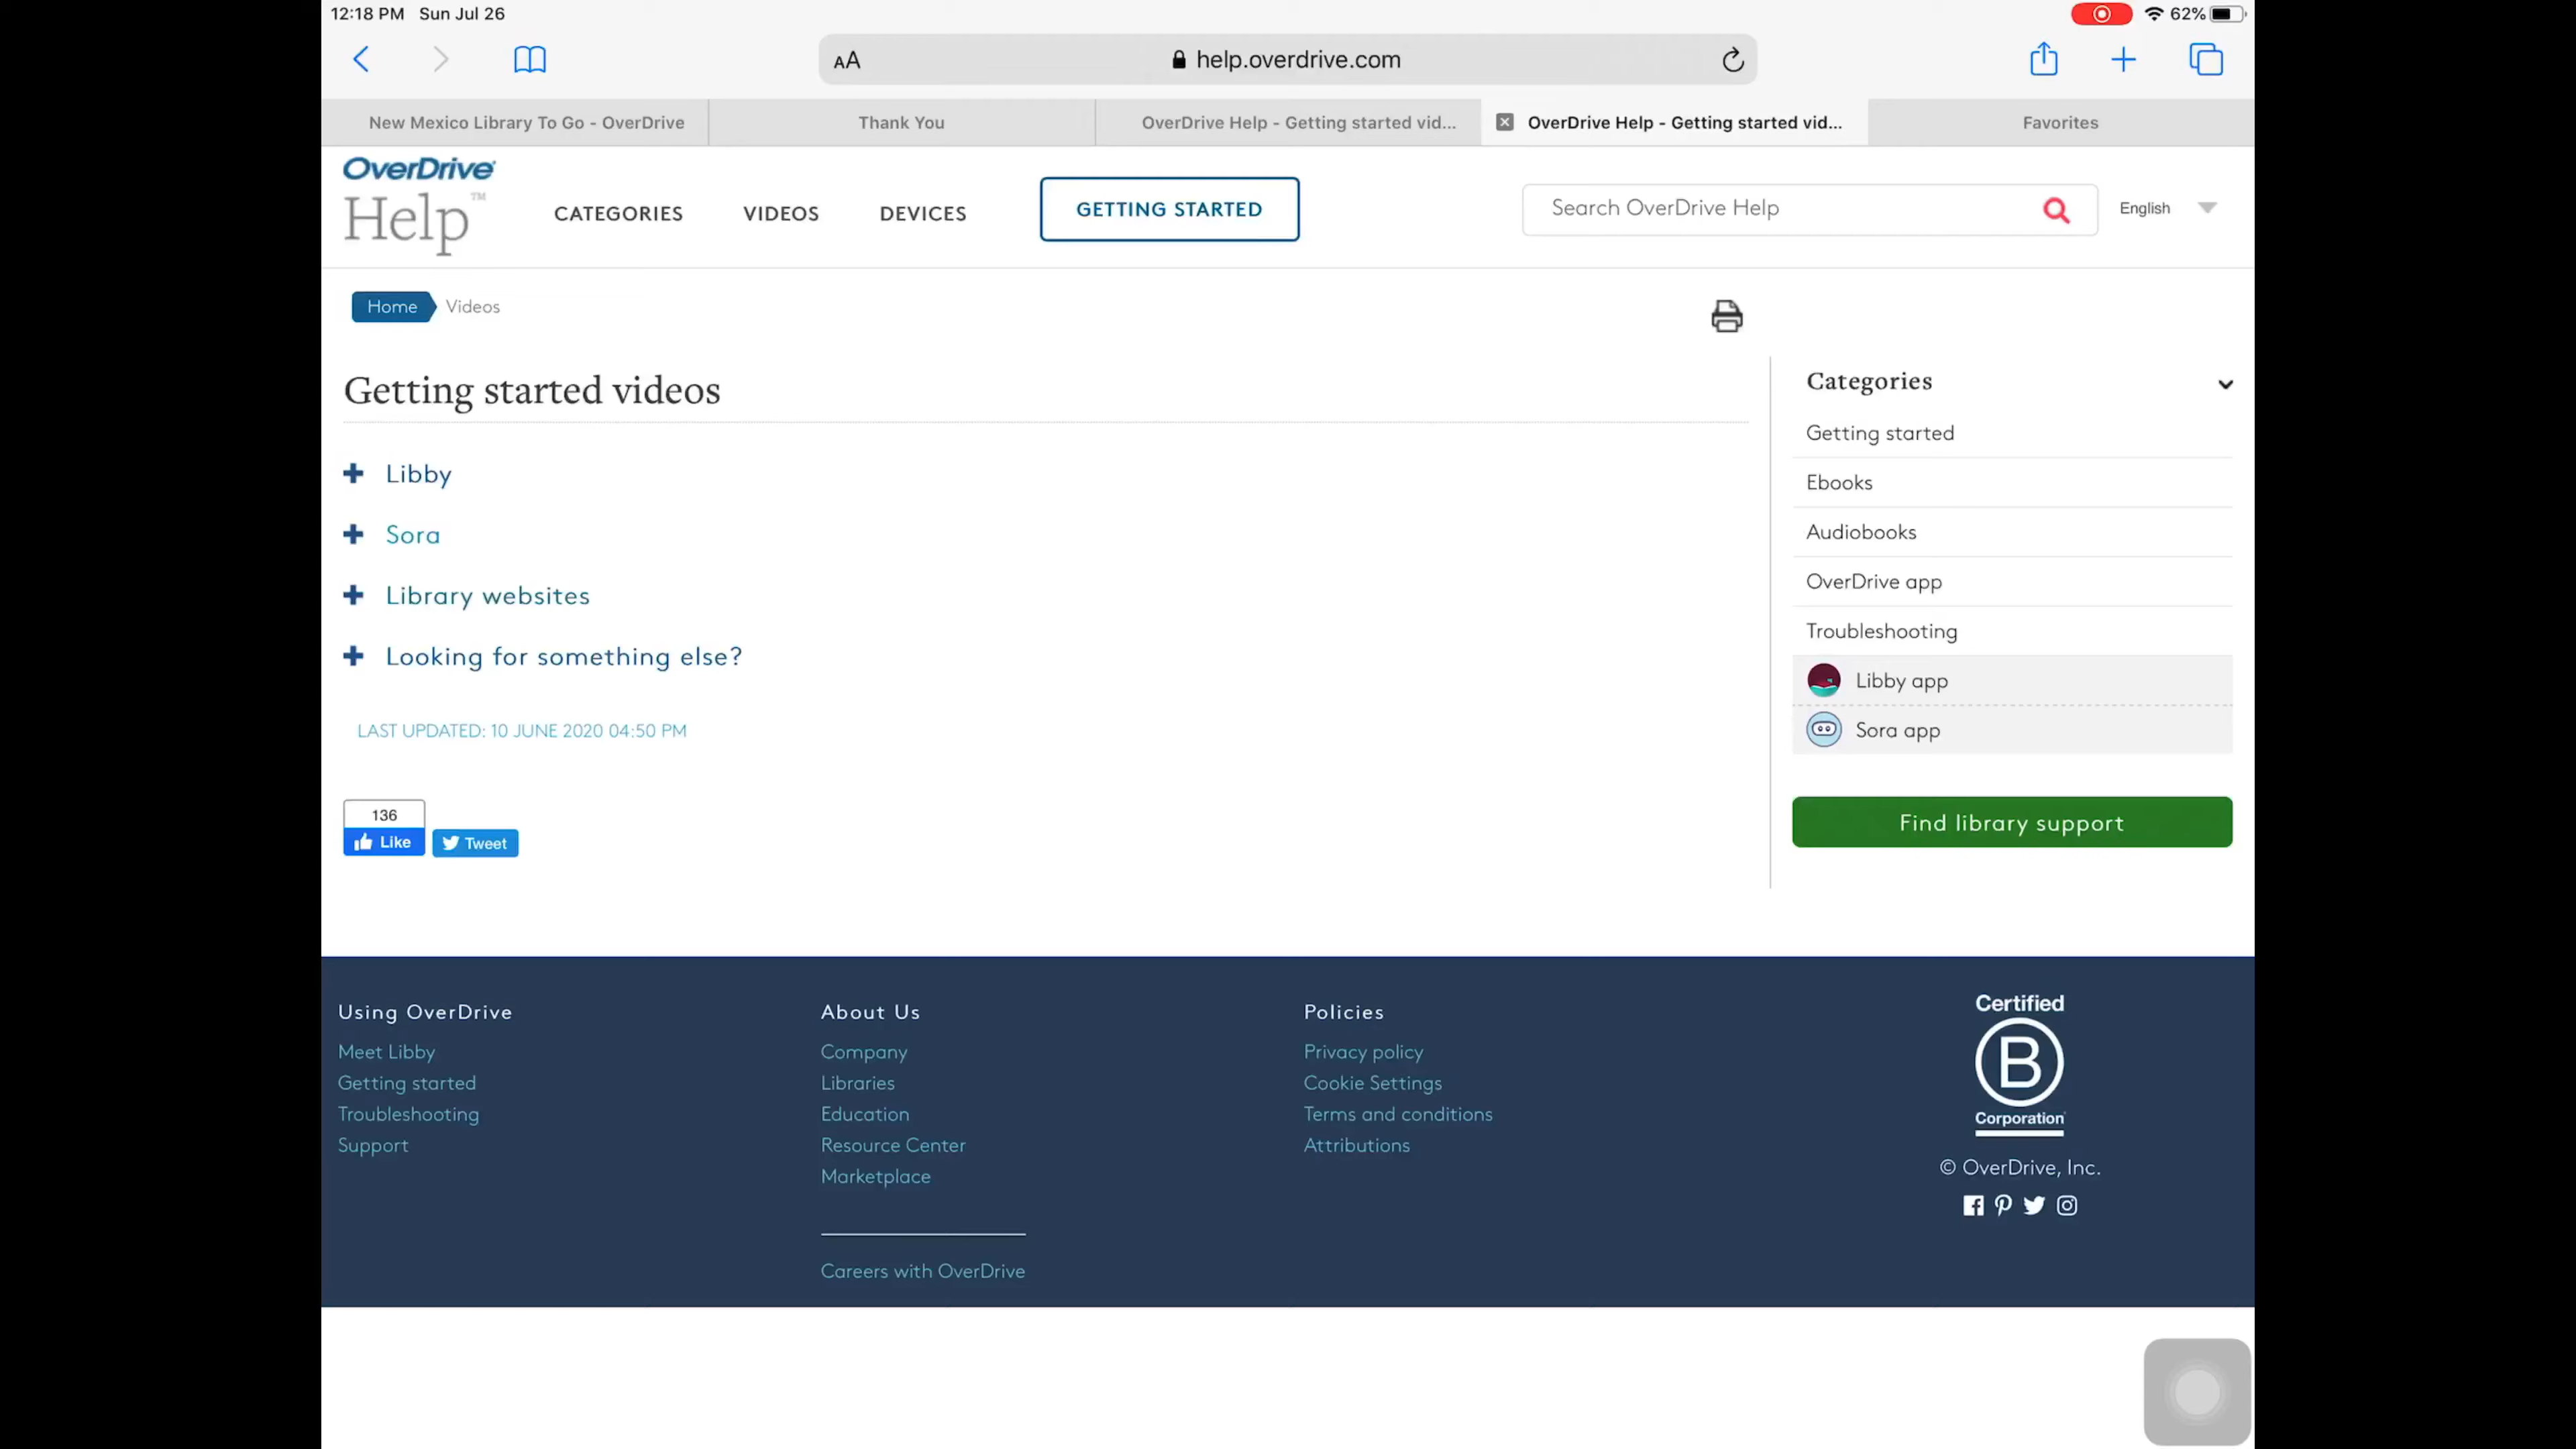 12:18 PM Sun Jul 26
62%
AA
help.overdrive.com
New Mexico Library To Go - OverDrive
Thank You
OverDrive Help - Getting started vid...
OverDrive Help - Getting started vid...
Favorites
OverDrive
Help™
CATEGORIES
VIDEOS
DEVICES
GETTING STARTED
Search OverDrive Help
English
Home
Videos
Getting started videos
Libby
Sora
Library websites
Looking for something else?
LAST UPDATED: 10 JUNE 2020 04:50 PM
136
Like
Tweet
Categories
Getting started
Ebooks
Audiobooks
OverDrive app
Troubleshooting
Libby app
Sora app
Find library support
Using OverDrive
Meet Libby
Getting started
Troubleshooting
Support
About Us
Company
Libraries
Education
Resource Center
Marketplace
Careers with OverDrive
Policies
Privacy policy
Cookie Settings
Terms and conditions
Attributions
Certified
B
Corporation
© OverDrive, Inc.